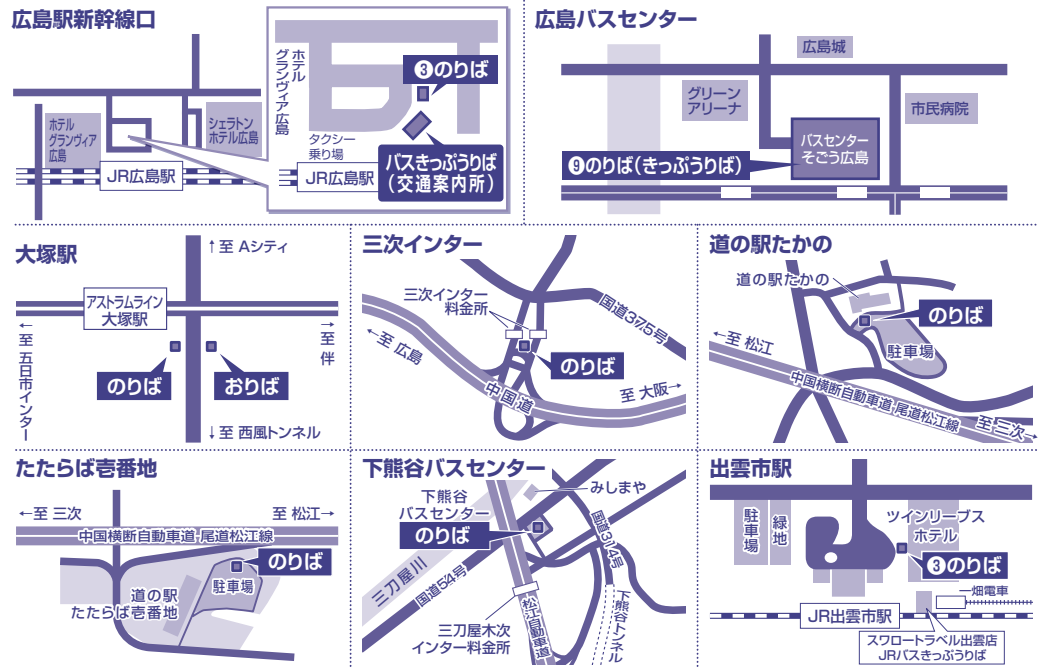 広島駅新幹線口
ホテル
グランヴィア
広島
シェラトン
ホテル広島
JR広島駅
ホテル
グランヴィア広島
❸のりば
タクシー
乗り場
JR広島駅
バスきっぷうりば
(交通案内所)
広島バスセンター
広島城
グリーン
アリーナ
市民病院
バスセンター
そごう広島
❾のりば(きっぷうりば)
大塚駅
↑至 Aシティ
アストラムライン
大塚駅
←至 五日市インター
→至 伴
のりば
おりば
↓至 西風トンネル
三次インター
三次インター
料金所
国道375号
←至 広島
のりば
中国道
至 大阪→
道の駅たかの
道の駅たかの
のりば
駐車場
←至 松江
中国横断自動車道 尾道松江線
至 三次→
たたらば壱番地
←至 三次
至 松江→
中国横断自動車道 尾道松江線
のりば
駐車場
道の駅
たたらば壱番地
下熊谷バスセンター
みしまや
下熊谷
バスセンター
のりば
国道314号
三刀屋川
国道54号
三刀屋木次
インター料金所
松江自動車道
下熊谷トンネル
出雲市駅
駐車場
緑地
ツインリーブス
ホテル
❸のりば
一畑電車
JR出雲市駅
スワロートラベル出雲店
JRバスきっぷうりば